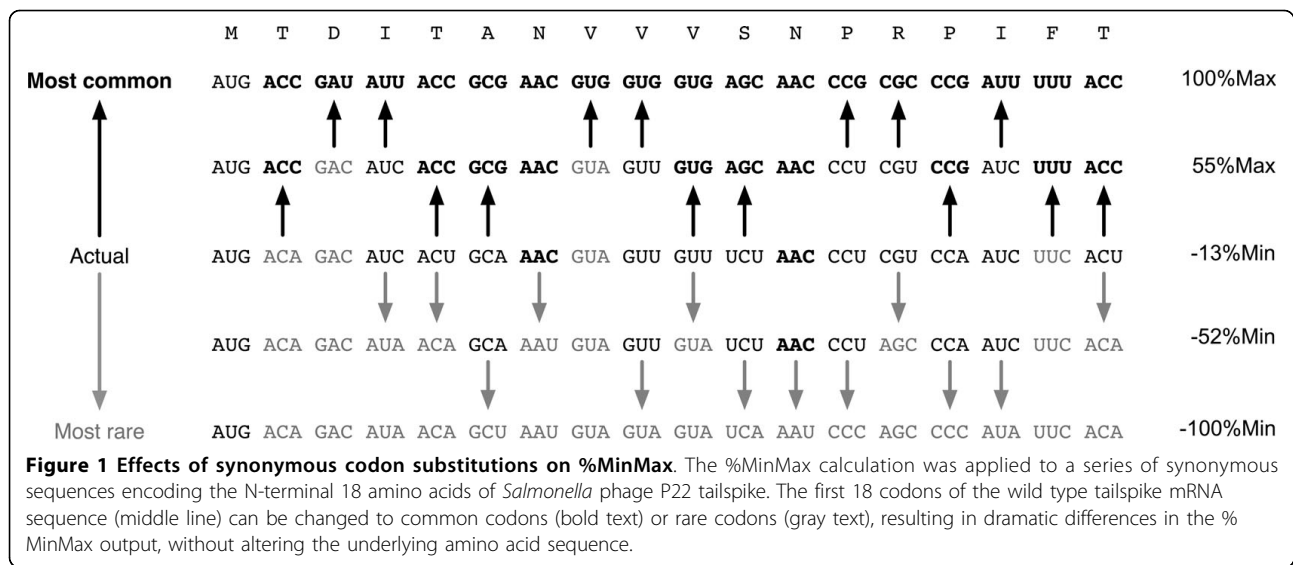 M T D I T A N V V V S N P R P I F T
Most common AUG ACC GAU AUU ACC GCG AAC GUG GUG GUG AGC AAC CCG CGC CCG AUU UUU ACC 100%Max
AUG ACC GAC AUC ACC GCG AAC GUA GUU GUG AGC AAC CCU CGU CCG AUC UUU ACC 55%Max
Actual AUG ACA GAC AUC ACU GCA AAC GUA GUU GUU UCU AAC CCU CGU CCA AUC UUC ACU -13%Min
AUG ACA GAC AUA ACA GCA AAU GUA GUU GUA UCU AAC CCU AGC CCA AUC UUC ACA -52%Min
Most rare AUG ACA GAC AUA ACA GCU AAU GUA GUA GUA UCA AAU CCC AGC CCC AUA UUC ACA -100%Min
Figure 1 Effects of synonymous codon substitutions on %MinMax. The %MinMax calculation was applied to a series of synonymous
sequences encoding the N-terminal 18 amino acids of Salmonella phage P22 tailspike. The first 18 codons of the wild type tailspike mRNA
sequence (middle line) can be changed to common codons (bold text) or rare codons (gray text), resulting in dramatic differences in the %
MinMax output, without altering the underlying amino acid sequence.